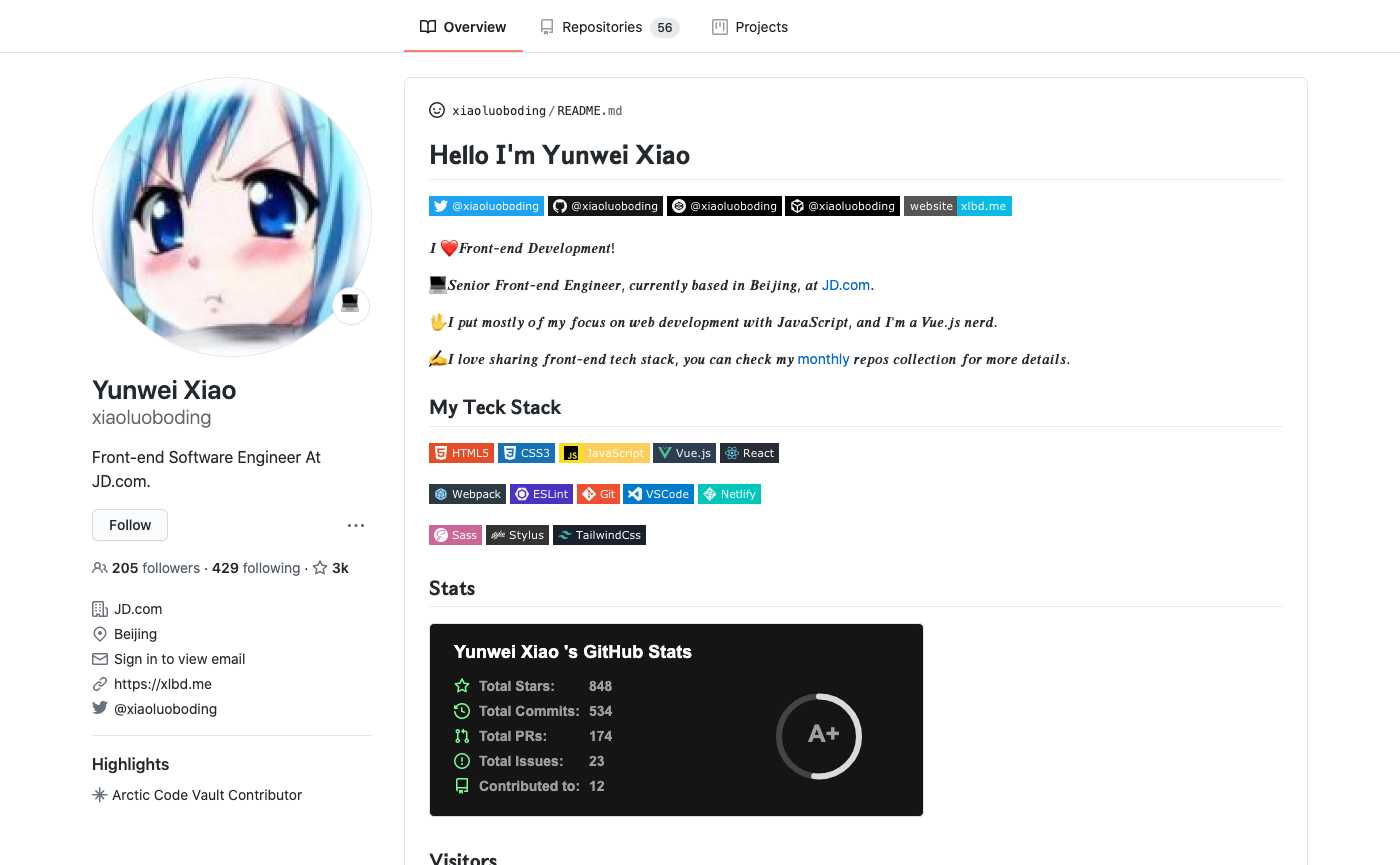 Overview Repositories 56 Projects
xiaoluoboding/README.md
Hello I'm Yunwei Xiao
@xiaoluoboding @xiaoluoboding @xiaoluoboding @xiaoluoboding website xlbd.me
I ❤️Front-end Development!
💻Senior Front-end Engineer, currently based in Beijing, at JD.com.
🖖I put mostly of my focus on web development with JavaScript, and I'm a Vue.js nerd.
✍️I love sharing front-end tech stack, you can check my monthly repos collection for more details.
My Teck Stack
HTML5 CSS3 JS JavaScript Vue.js React
Webpack ESLint Git VSCode Netlify
Sass Stylus TailwindCss
Stats
Yunwei Xiao 's GitHub Stats
Total Stars: 848
Total Commits: 534
Total PRs: 174
Total Issues: 23
Contributed to: 12
A+
Visitors
Yunwei Xiao
xiaoluoboding
Front-end Software Engineer At
JD.com.
Follow ...
205 followers · 429 following · 3k
JD.com
Beijing
Sign in to view email
https://xlbd.me
@xiaoluoboding
Highlights
Arctic Code Vault Contributor